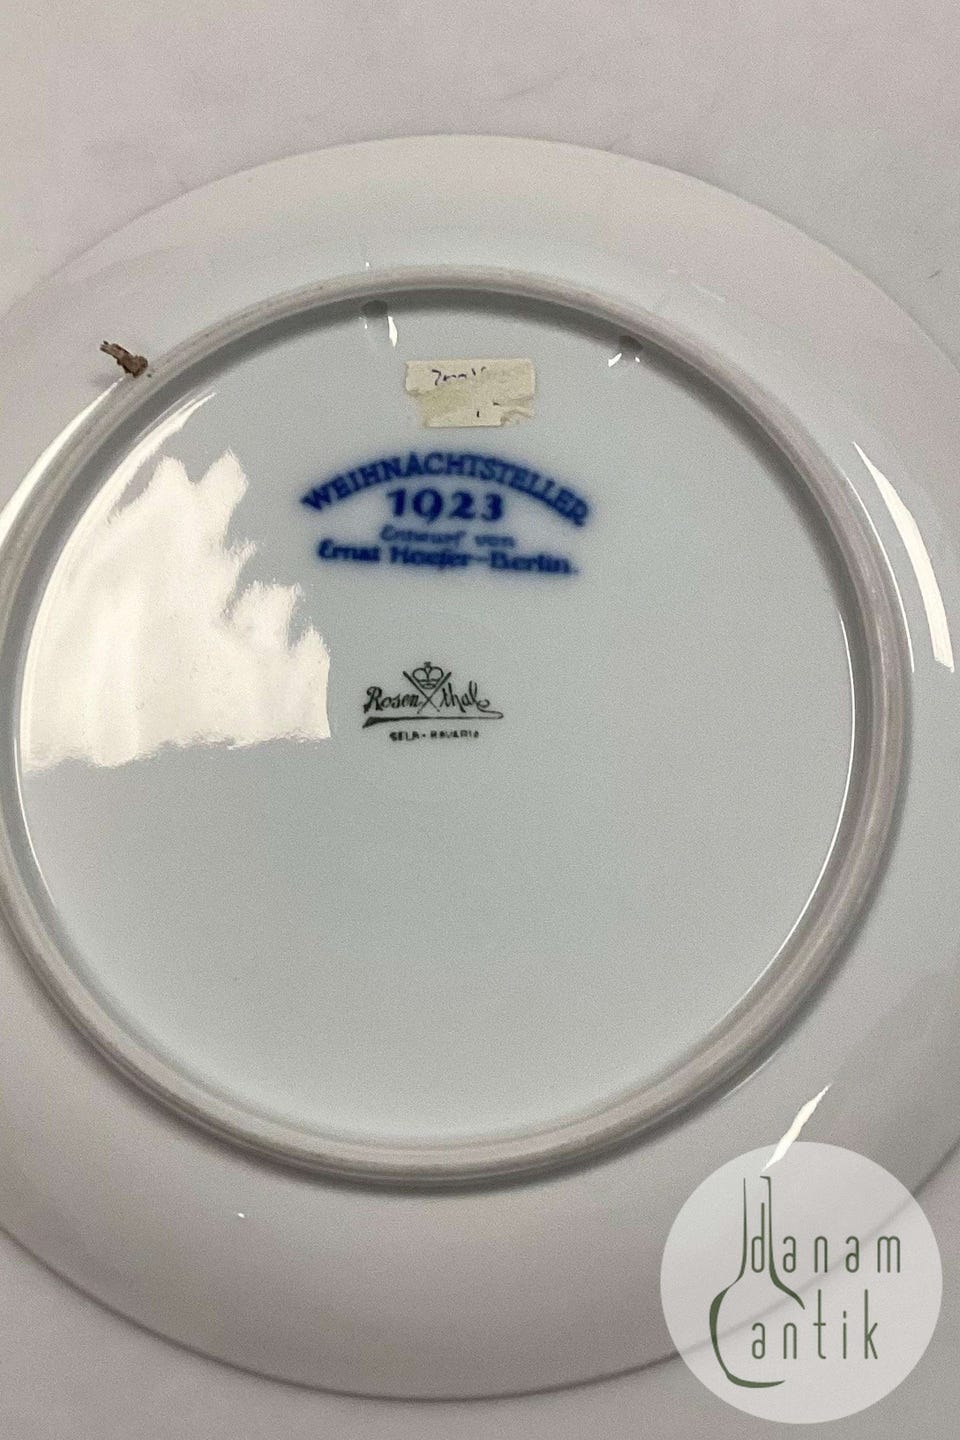 WEIHNACHTSTELLER
1923
Entwurf von
Ernst Hoefer-Berlin.
Rosenthal
SELB-BAVARIA
danam
antik